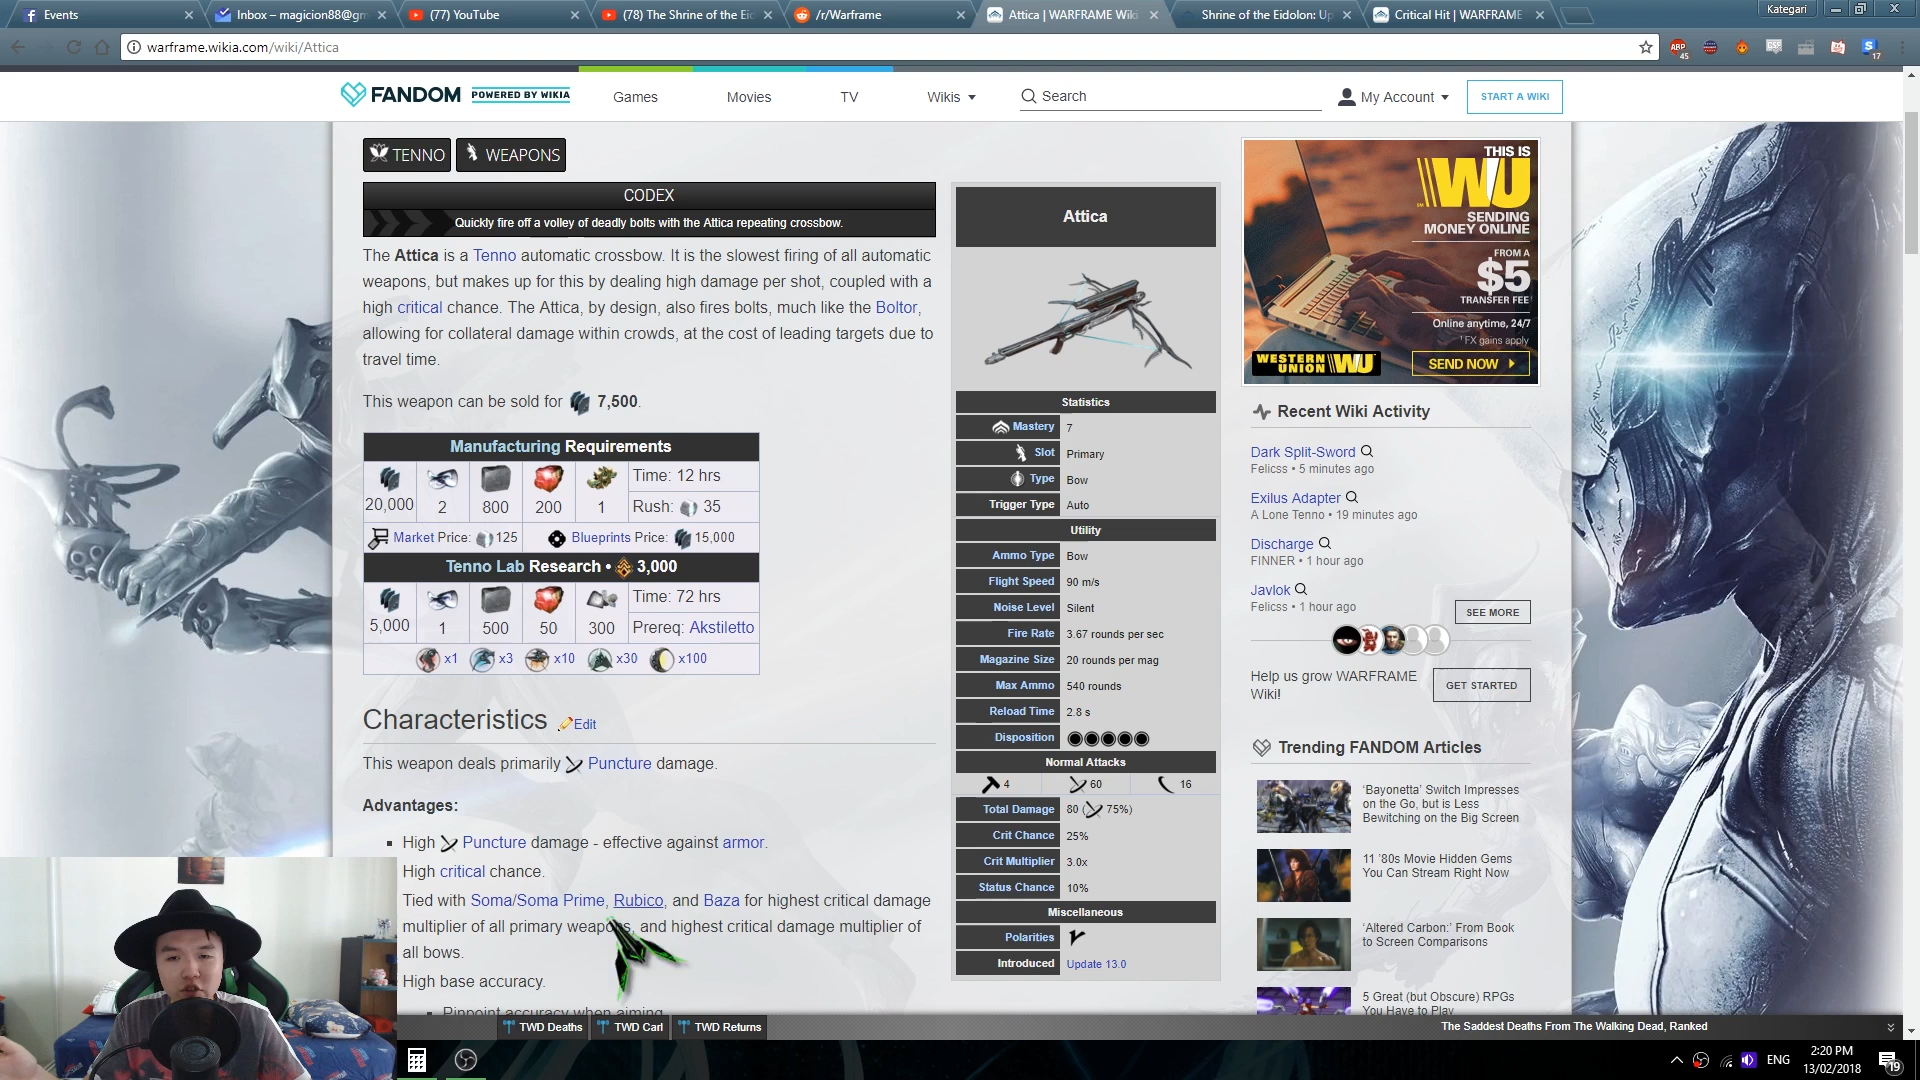 Events
Inbox – magicion88@gm
(77) YouTube
(78) The Shrine of the Eid
/r/Warframe
Attica | WARFRAME Wiki
Shrine of the Eidolon: Up
Critical Hit | WARFRAME
Kategari
warframe.wikia.com/wiki/Attica
ABP
45
17
FANDOM POWERED BY WIKIA
Games
Movies
TV
Wikis
Search
My Account
START A WIKI
TENNO
WEAPONS
CODEX
Quickly fire off a volley of deadly bolts with the Attica repeating crossbow.
The Attica is a Tenno automatic crossbow. It is the slowest firing of all automatic
weapons, but makes up for this by dealing high damage per shot, coupled with a
high critical chance. The Attica, by design, also fires bolts, much like the Boltor,
allowing for collateral damage within crowds, at the cost of leading targets due to
travel time.
This weapon can be sold for 7,500.
Manufacturing Requirements
20,000
2
800
200
1
Time: 12 hrs
Rush: 35
Market Price: 125
Blueprints Price: 15,000
Tenno Lab Research • 3,000
5,000
1
500
50
300
Time: 72 hrs
Prereq: Akstiletto
x1
x3
x10
x30
x100
Characteristics
Edit
This weapon deals primarily Puncture damage.
Advantages:
High Puncture damage - effective against armor.
High critical chance.
Tied with Soma/Soma Prime, Rubico, and Baza for highest critical damage
multiplier of all primary weapons, and highest critical damage multiplier of
all bows.
High base accuracy.
Pinpoint accuracy when aiming.
Attica
Statistics
Mastery 7
Slot Primary
Type Bow
Trigger Type Auto
Utility
Ammo Type Bow
Flight Speed 90 m/s
Noise Level Silent
Fire Rate 3.67 rounds per sec
Magazine Size 20 rounds per mag
Max Ammo 540 rounds
Reload Time 2.8 s
Disposition
Normal Attacks
4
60
16
Total Damage 80 (75%)
Crit Chance 25%
Crit Multiplier 3.0x
Status Chance 10%
Miscellaneous
Polarities
Introduced Update 13.0
THIS IS
WU
SENDING
MONEY ONLINE
FROM A
$5
TRANSFER FEE
Online anytime, 24/7
¹FX gains apply
WESTERN
UNION WU
SEND NOW
Recent Wiki Activity
Dark Split-Sword
Felicss • 5 minutes ago
Exilus Adapter
A Lone Tenno • 19 minutes ago
Discharge
FINNER • 1 hour ago
Javlok
Felicss • 1 hour ago
SEE MORE
Help us grow WARFRAME
Wiki!
GET STARTED
Trending FANDOM Articles
'Bayonetta' Switch Impresses
on the Go, but is Less
Bewitching on the Big Screen
11 '80s Movie Hidden Gems
You Can Stream Right Now
'Altered Carbon:' From Book
to Screen Comparisons
5 Great (but Obscure) RPGs
You Have to Play
TWD Deaths
TWD Carl
TWD Returns
The Saddest Deaths From The Walking Dead, Ranked
ENG
2:20 PM
13/02/2018
19